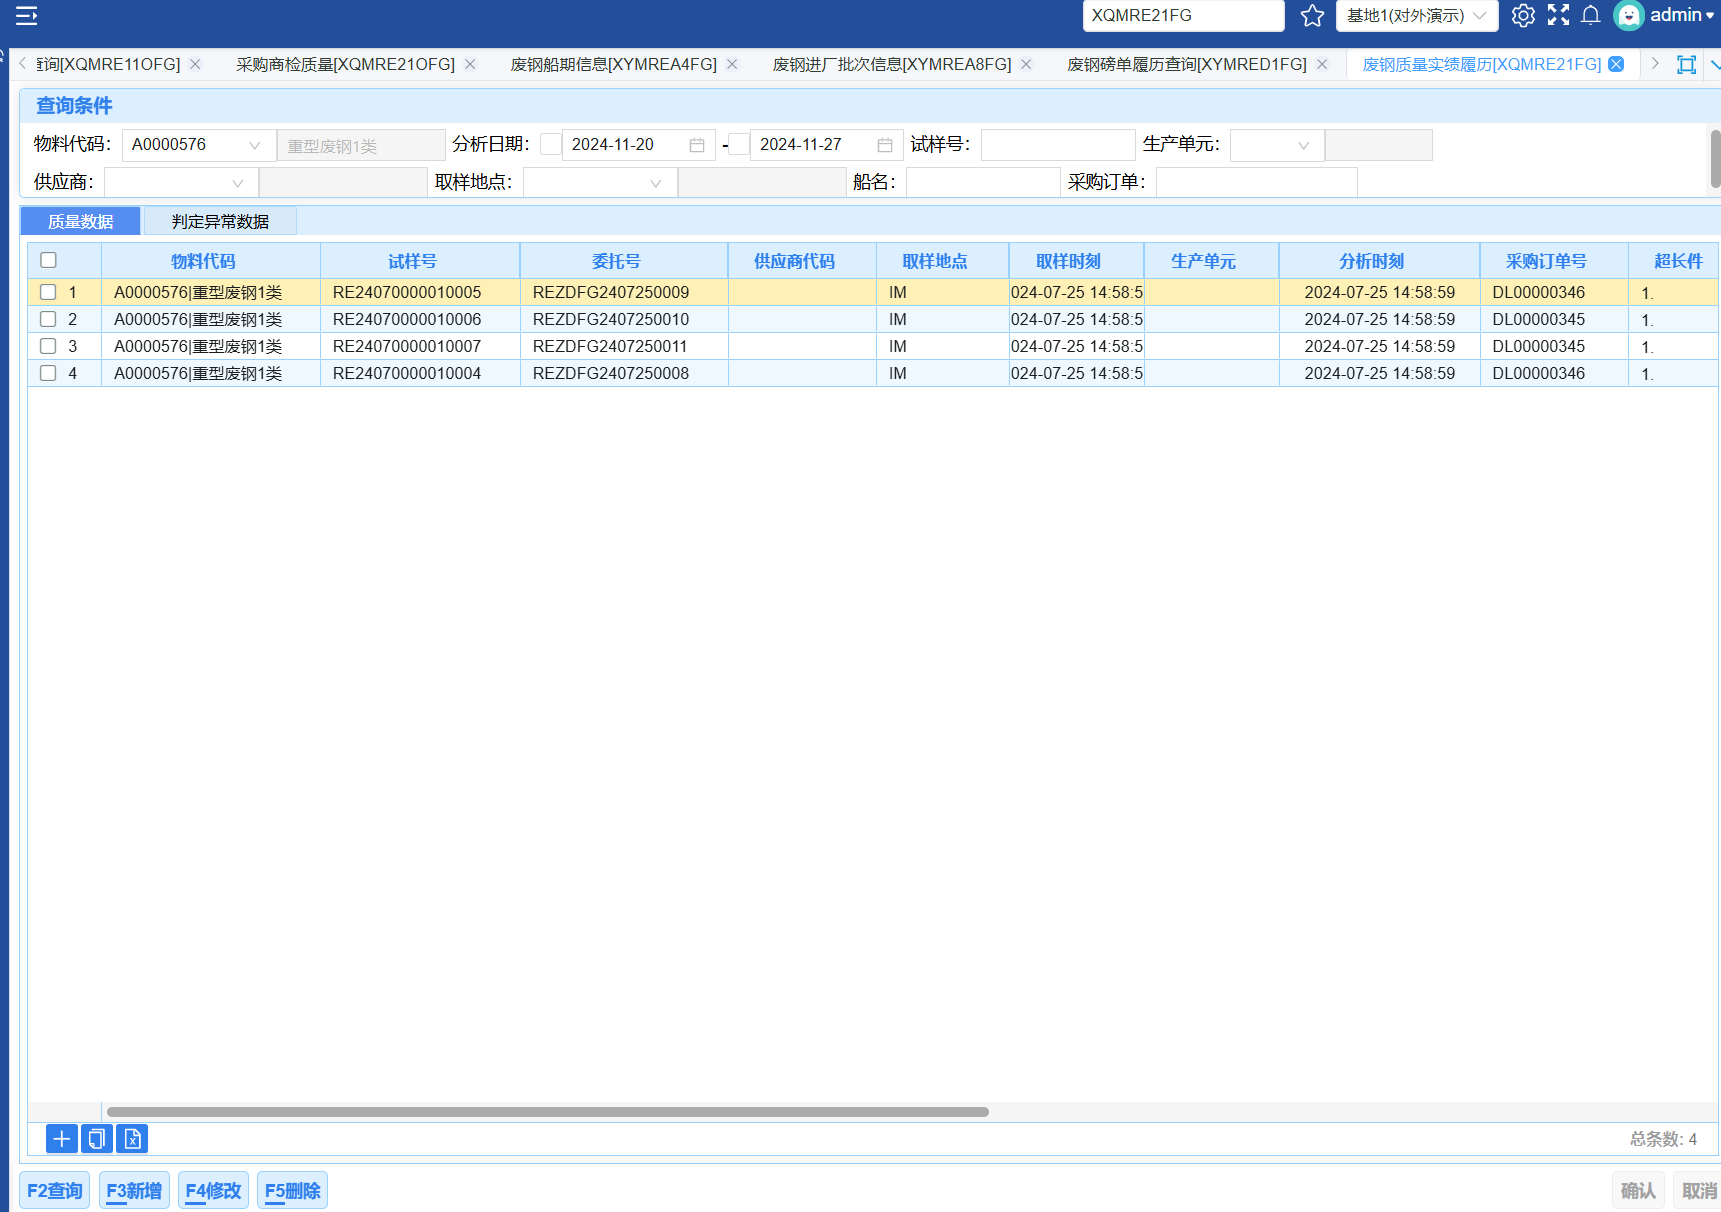 XQMRE21FG 基地1(对外演示) admin
查询[XQMRE11OFG] 采购商检质量[XQMRE21OFG] 废钢船期信息[XYMREA4FG] 废钢进厂批次信息[XYMREA8FG] 废钢磅单履历查询[XYMRED1FG] 废钢质量实绩履历[XQMRE21FG]
查询条件
物料代码： A0000576 重型废钢1类 分析日期： 2024-11-20 - 2024-11-27 试样号： 生产单元：
供应商： 取样地点： 船名： 采购订单：
质量数据 判定异常数据
物料代码 试样号 委托号 供应商代码 取样地点 取样时刻 生产单元 分析时刻 采购订单号 超长件
1 A0000576|重型废钢1类 RE24070000010005 REZDFG2407250009 IM 024-07-25 14:58:5 2024-07-25 14:58:59 DL00000346 1.
2 A0000576|重型废钢1类 RE24070000010006 REZDFG2407250010 IM 024-07-25 14:58:5 2024-07-25 14:58:59 DL00000345 1.
3 A0000576|重型废钢1类 RE24070000010007 REZDFG2407250011 IM 024-07-25 14:58:5 2024-07-25 14:58:59 DL00000345 1.
4 A0000576|重型废钢1类 RE24070000010004 REZDFG2407250008 IM 024-07-25 14:58:5 2024-07-25 14:58:59 DL00000346 1.
总条数: 4
F2查询 F3新增 F4修改 F5删除 确认 取消